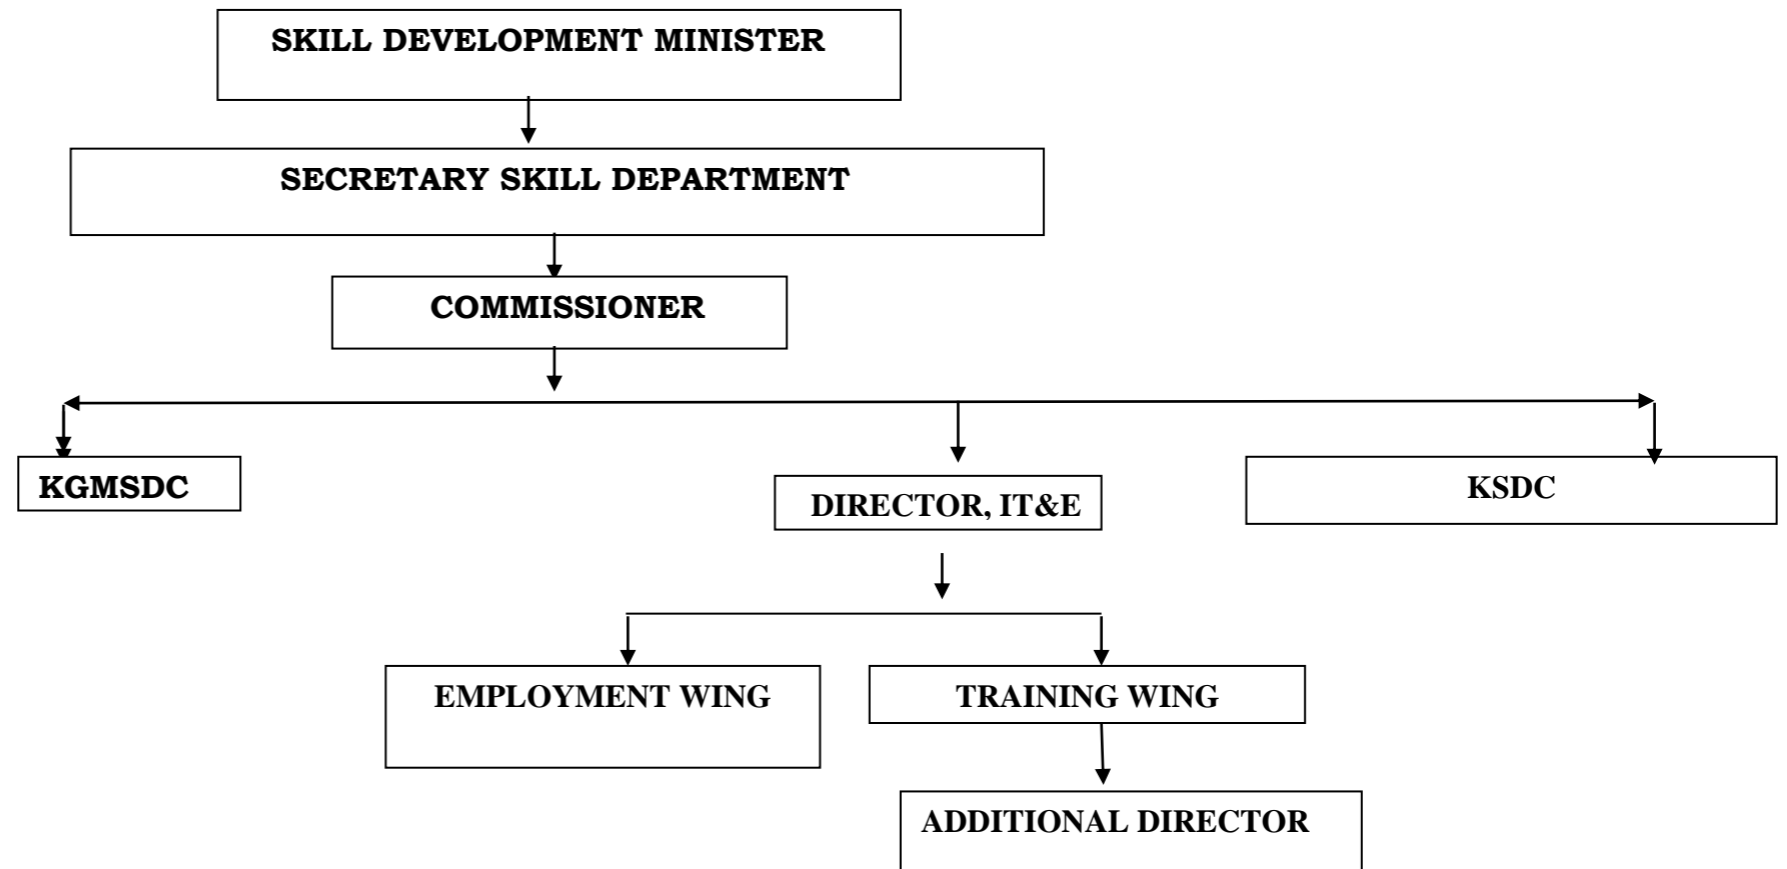 SKILL DEVELOPMENT MINISTER
SECRETARY SKILL DEPARTMENT
COMMISSIONER
KGMSDC
DIRECTOR, IT&E
KSDC
EMPLOYMENT WING
TRAINING WING
ADDITIONAL DIRECTOR